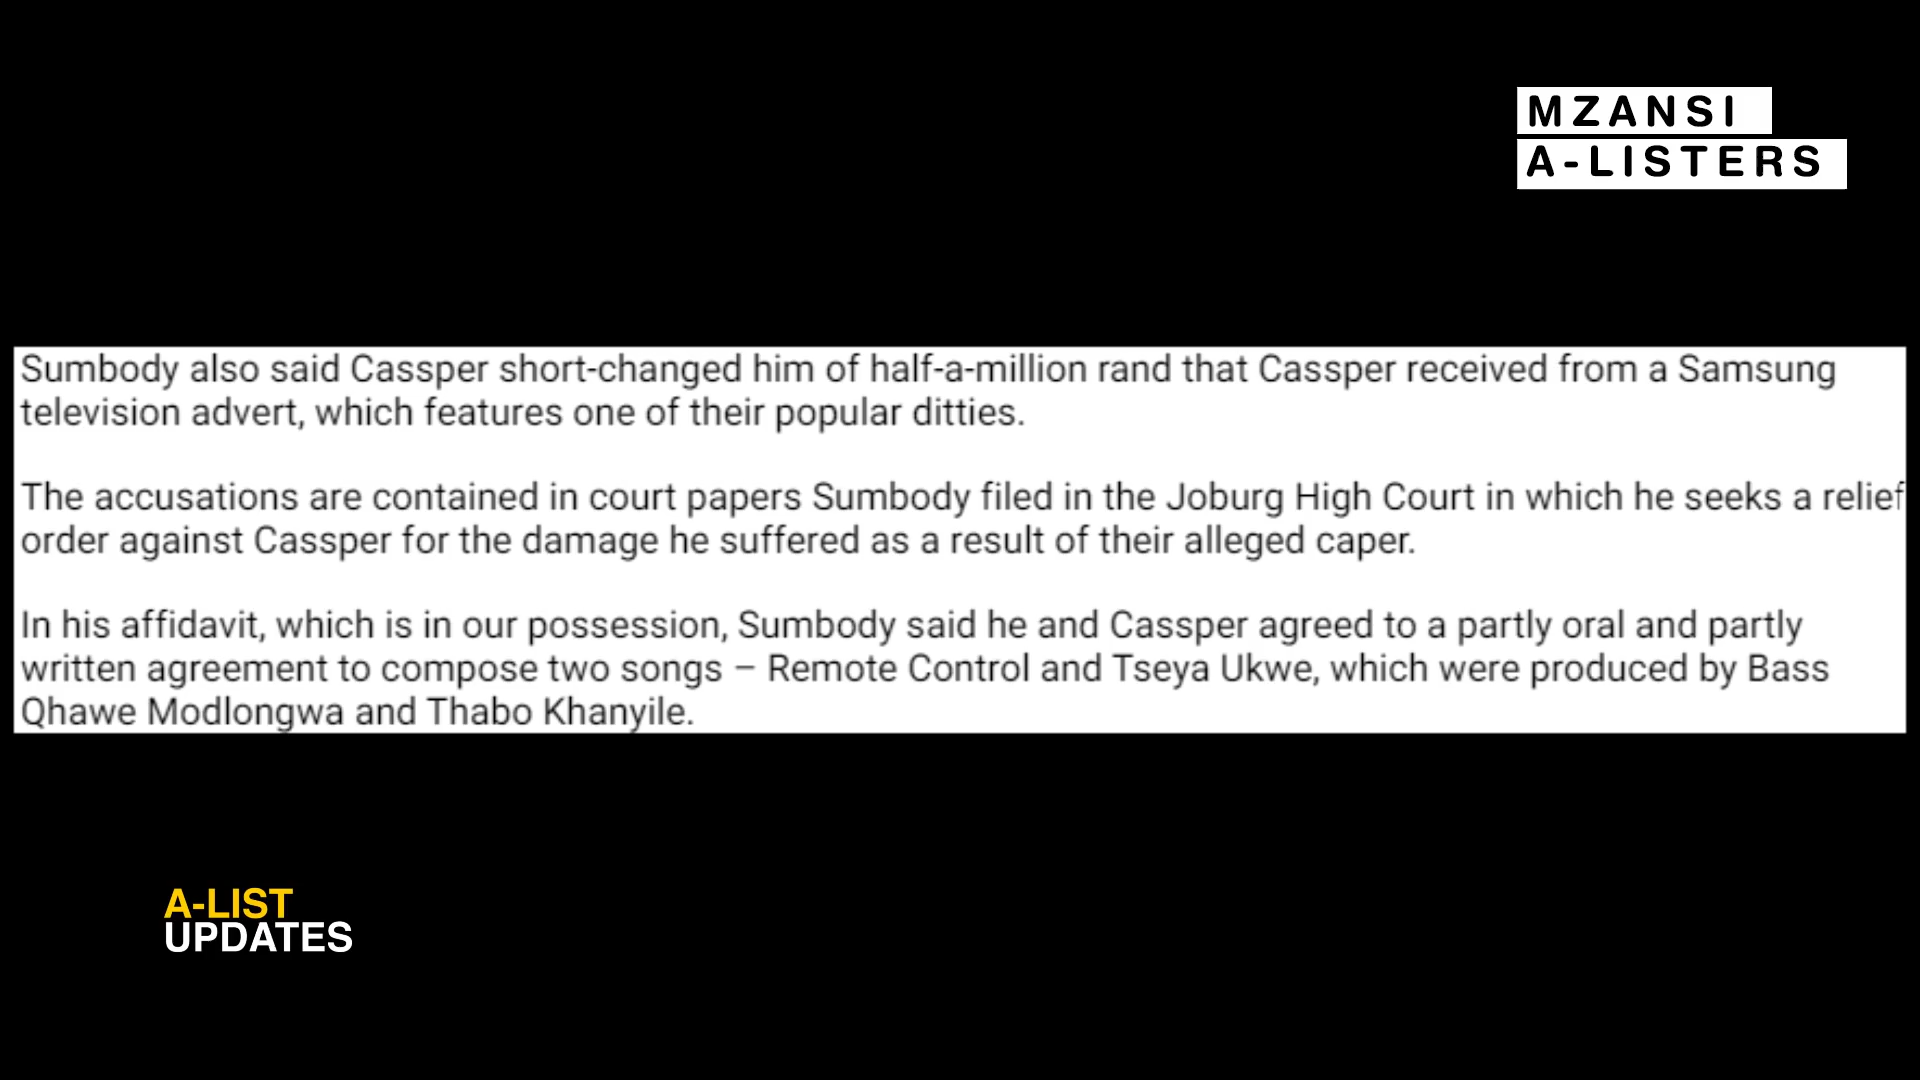 MZANSI
A-LISTERS
Sumbody also said Cassper short-changed him of half-a-million rand that Cassper received from a Samsung
television advert, which features one of their popular ditties.
The accusations are contained in court papers Sumbody filed in the Joburg High Court in which he seeks a relief
order against Cassper for the damage he suffered as a result of their alleged caper.
In his affidavit, which is in our possession, Sumbody said he and Cassper agreed to a partly oral and partly
written agreement to compose two songs – Remote Control and Tseya Ukwe, which were produced by Bass
Qhawe Modlongwa and Thabo Khanyile.
A-LIST
UPDATES